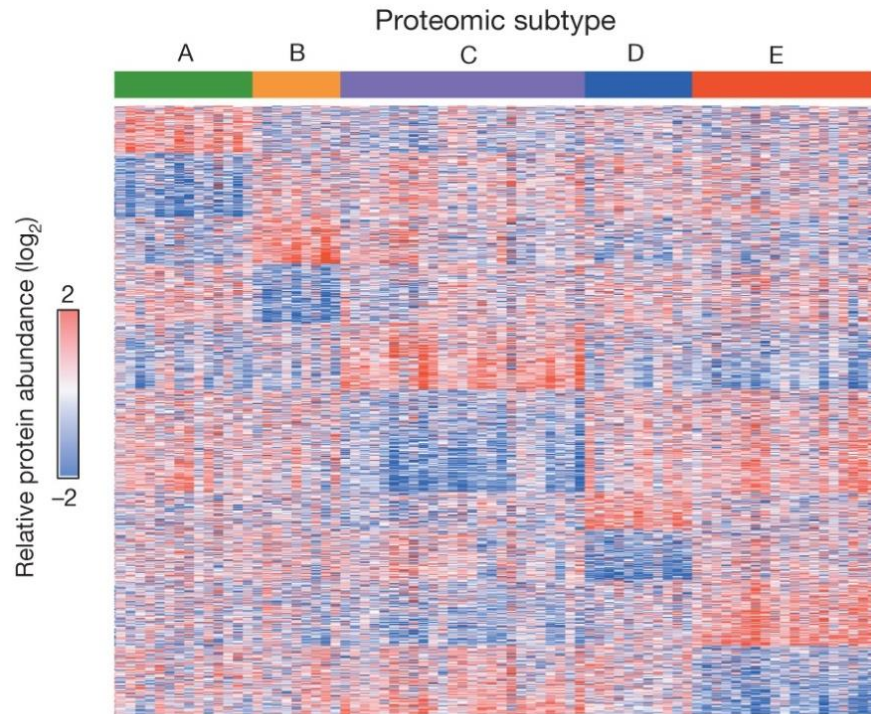 Proteomic subtype
A B C D E
Relative protein abundance (log₂)
2
–2